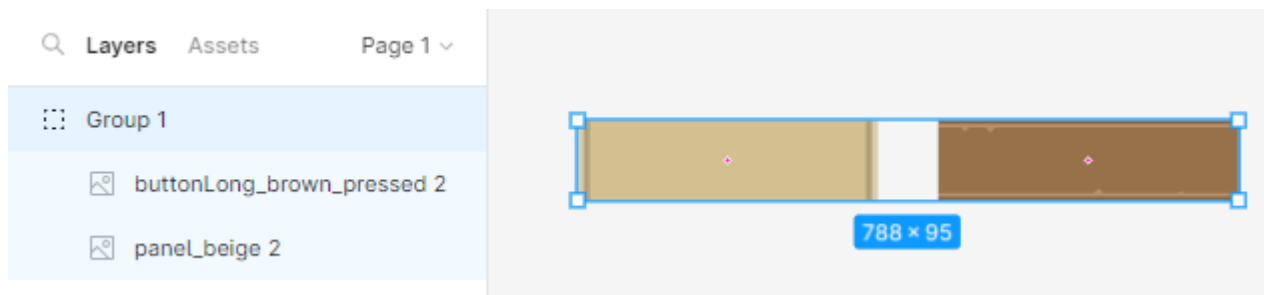 Layers Assets Page 1
Group 1
buttonLong_brown_pressed 2
panel_beige 2
788 × 95